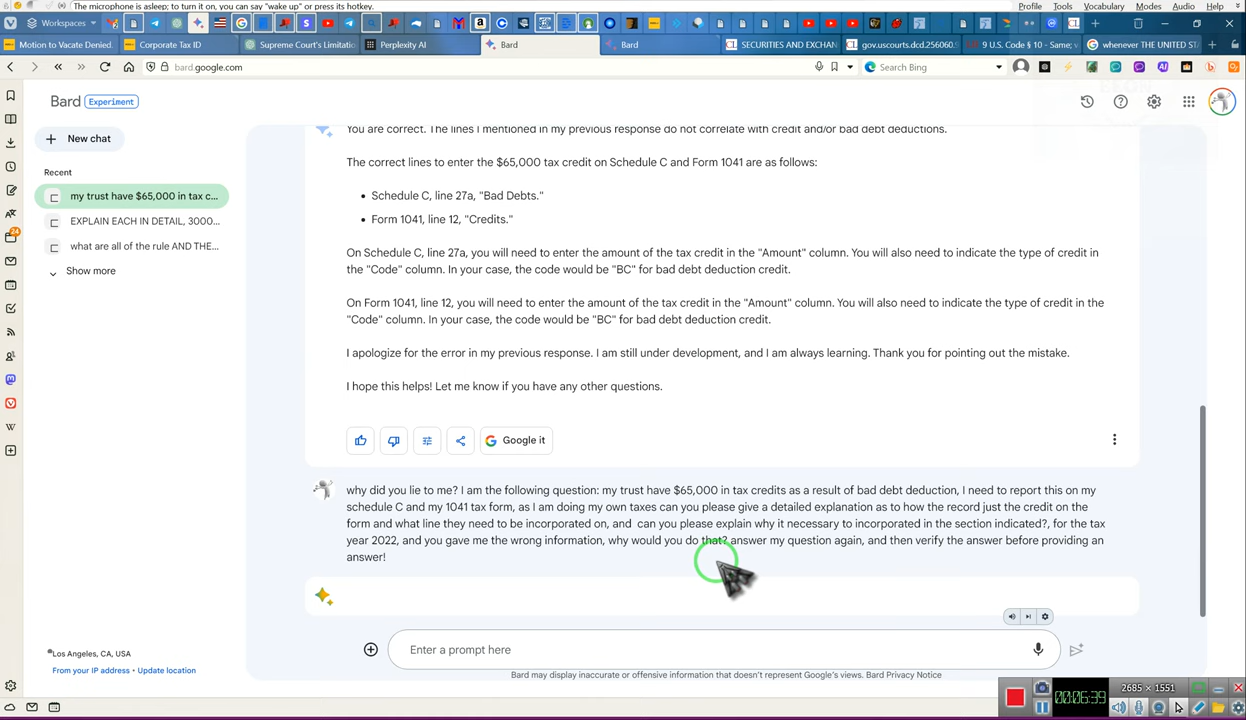 The microphone is asleep; to turn it on, you can say "wake up" or press its hotkey.
Profile Tools Vocabulary Modes Audio Help
Workspaces
Motion to Vacate Denied. Corporate Tax ID Supreme Court's Limitatio Perplexity AI Bard Bard SECURITIES AND EXCHAN gov.uscourts.dcd.256060. 9 U.S. Code § 10 - Same; v whenever THE UNITED STA
bard.google.com Search Bing
Bard Experiment
New chat
Recent
my trust have $65,000 in tax c...
EXPLAIN EACH IN DETAIL, 3000...
what are all of the rule AND THE...
Show more
You are correct. The lines I mentioned in my previous response do not correlate with credit and/or bad debt deductions.
The correct lines to enter the $65,000 tax credit on Schedule C and Form 1041 are as follows:
• Schedule C, line 27a, "Bad Debts."
• Form 1041, line 12, "Credits."
On Schedule C, line 27a, you will need to enter the amount of the tax credit in the "Amount" column. You will also need to indicate the type of credit in
the "Code" column. In your case, the code would be "BC" for bad debt deduction credit.
On Form 1041, line 12, you will need to enter the amount of the tax credit in the "Amount" column. You will also need to indicate the type of credit in the
"Code" column. In your case, the code would be "BC" for bad debt deduction credit.
I apologize for the error in my previous response. I am still under development, and I am always learning. Thank you for pointing out the mistake.
I hope this helps! Let me know if you have any other questions.
Google it
why did you lie to me? I am the following question: my trust have $65,000 in tax credits as a result of bad debt deduction, I need to report this on my
schedule C and my 1041 tax form, as I am doing my own taxes can you please give a detailed explanation as to how the record just the credit on the
form and what line they need to be incorporated on, and can you please explain why it necessary to incorporated in the section indicated?, for the tax
year 2022, and you gave me the wrong information, why would you do that? answer my question again, and then verify the answer before providing an
answer!
Enter a prompt here
Bard may display inaccurate or offensive information that doesn't represent Google's views. Bard Privacy Notice
Los Angeles, CA, USA
From your IP address • Update location
2685 × 1551
00:06:39